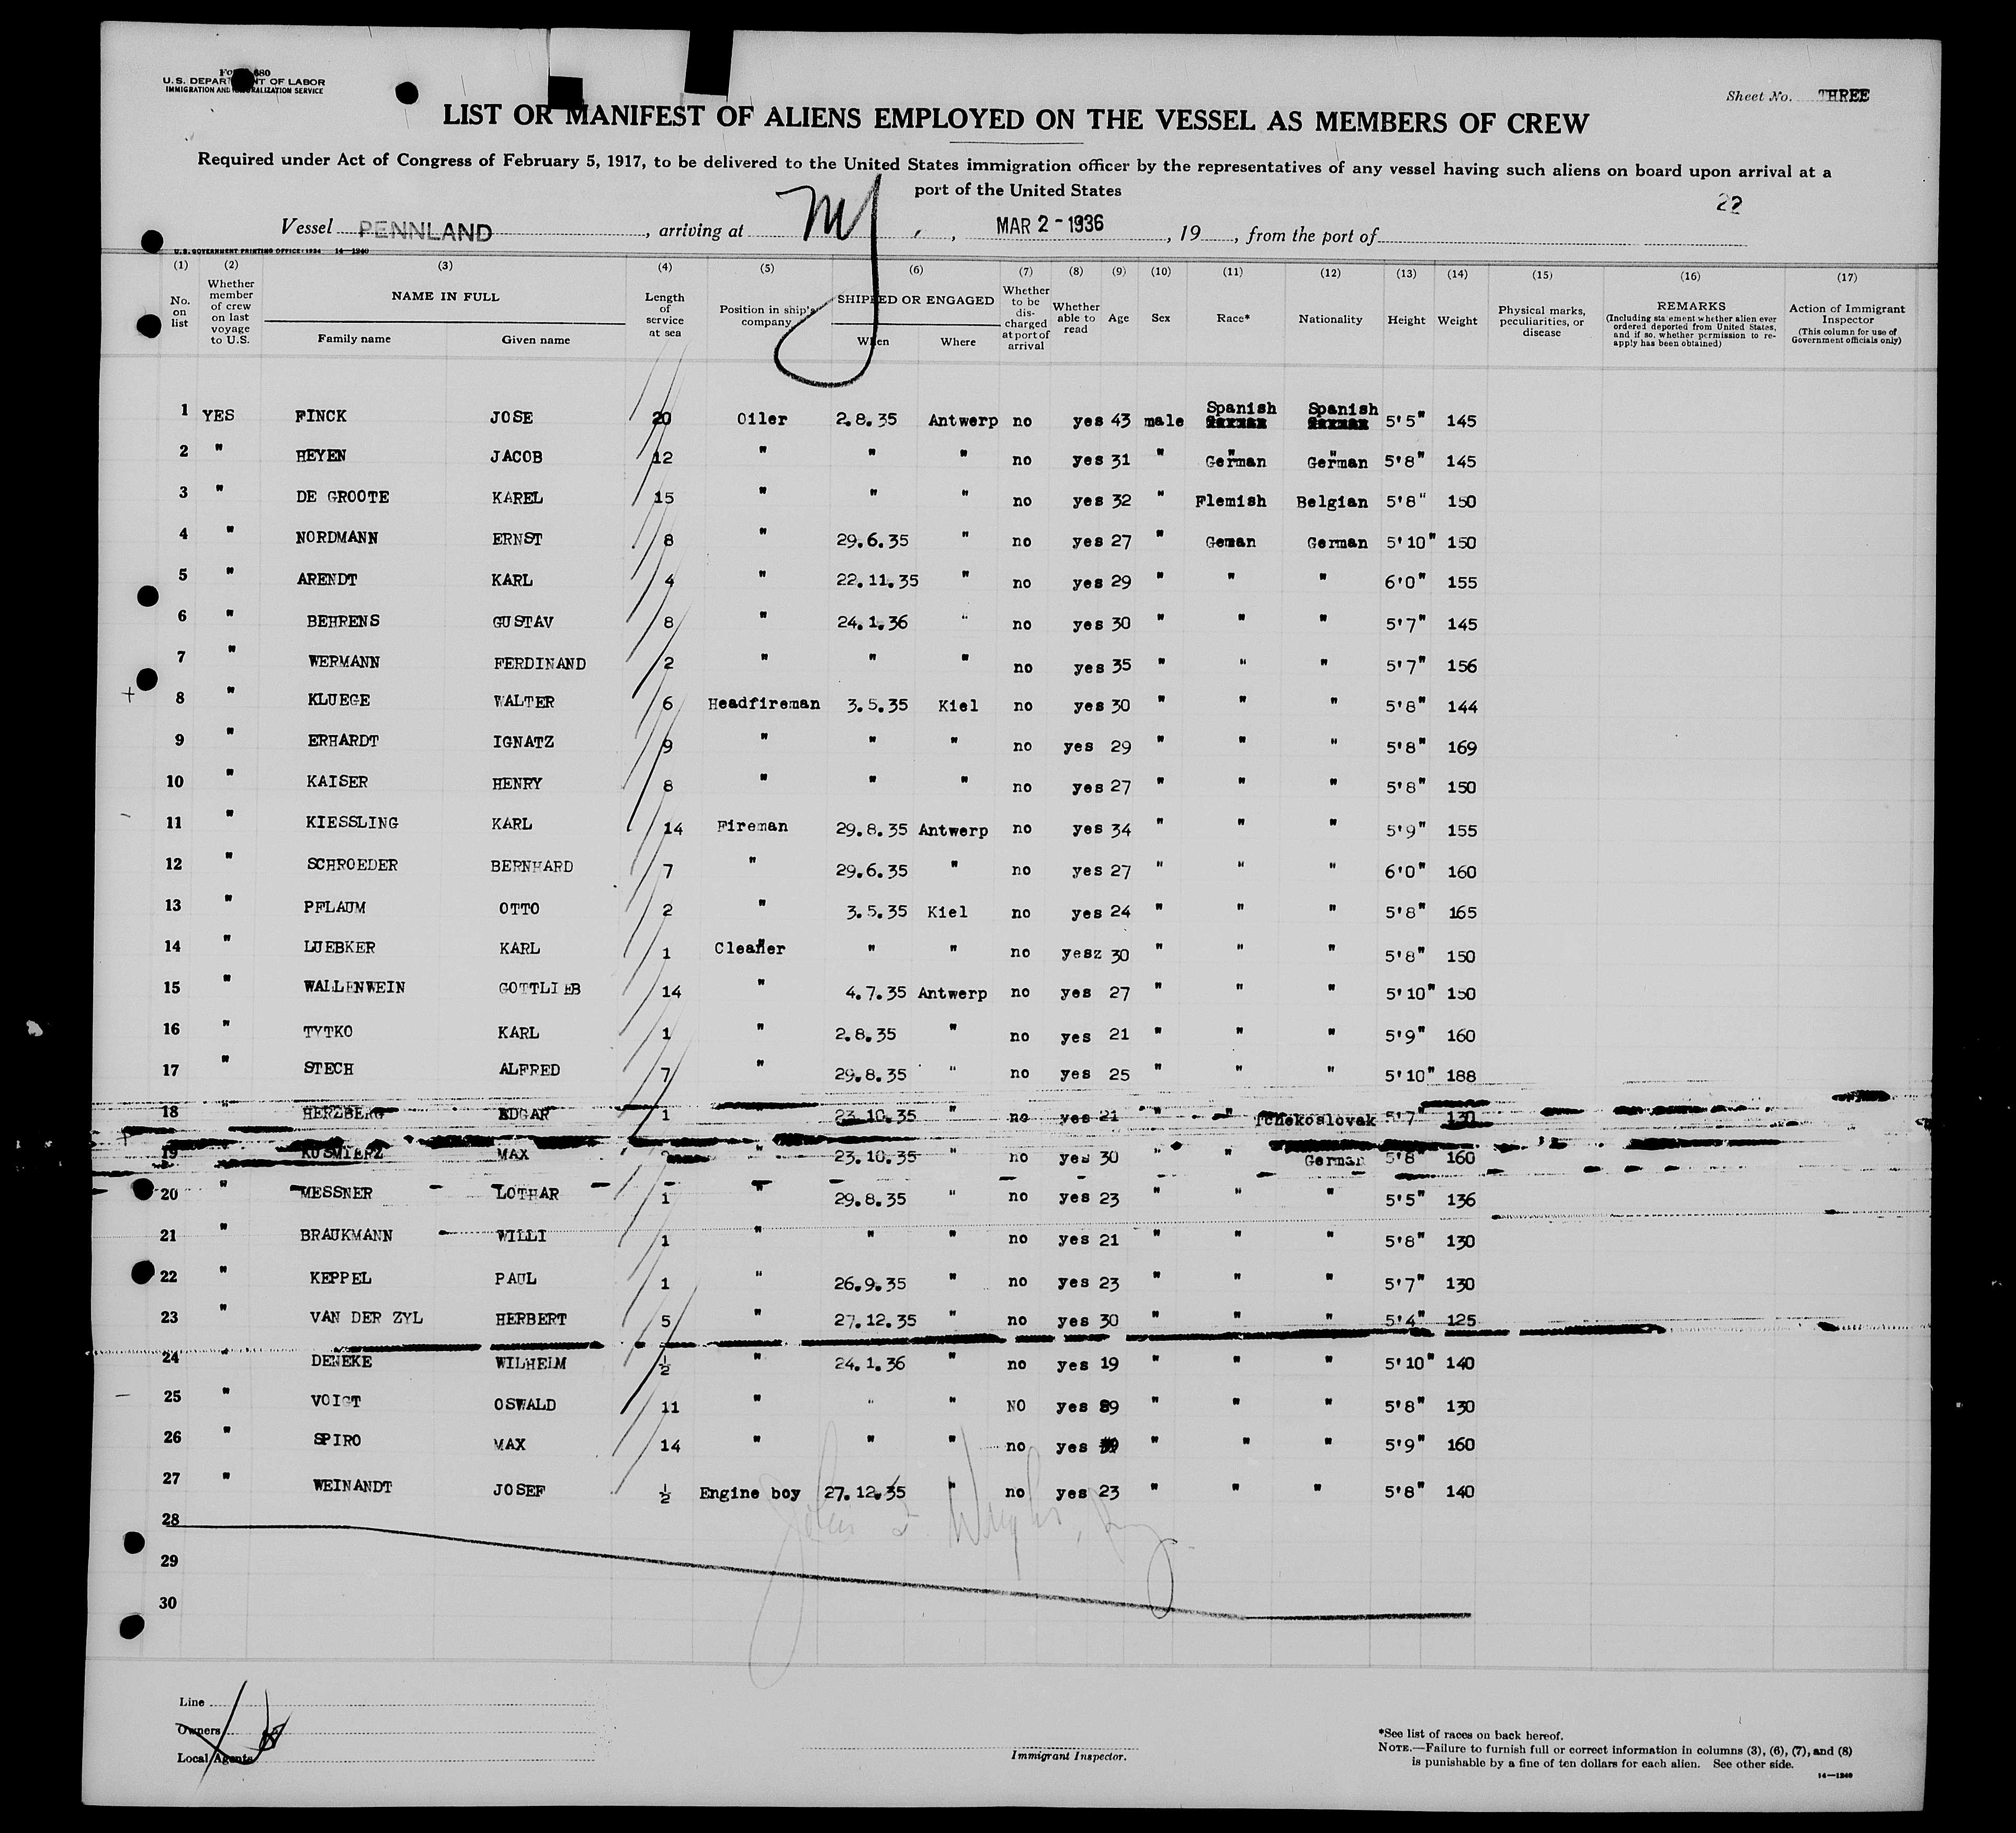 Form 680
U.S. DEPARTMENT OF LABOR
IMMIGRATION AND NATURALIZATION SERVICE
Sheet No. THREE
LIST OR MANIFEST OF ALIENS EMPLOYED ON THE VESSEL AS MEMBERS OF CREW
Required under Act of Congress of February 5, 1917, to be delivered to the United States immigration officer by the representatives of any vessel having such aliens on board upon arrival at a
port of the United States
22
Vessel PENNLAND, arriving at NY, MAR 2 - 1936, 19, from the port of
U.S. GOVERNMENT PRINTING OFFICE: 1934 14—1240
(1) (2) (3) (4) (5) (6) (7) (8) (9) (10) (11) (12) (13) (14) (15) (16) (17)
No. on list Whether member of crew on last voyage to U.S. NAME IN FULL Family name Given name Length of service at sea Position in ship's company SHIPPED OR ENGAGED When Where Whether to be discharged at port of arrival Whether able to read Age Sex Race* Nationality Height Weight Physical marks, peculiarities, or disease REMARKS (Including statement whether alien ever ordered deported from United States, and if so, whether permission to reapply has been obtained) Action of Immigrant Inspector (This column for use of Government officials only)
1 YES FINCK JOSE 20 Oiler 2.8.35 Antwerp no yes 43 male Spanish Spanish 5'5" 145
2 " HEYEN JACOB 12 " " " no yes 31 " German German 5'8" 145
3 " DE GROOTE KAREL 15 " " " no yes 32 " Flemish Belgian 5'8" 150
4 " NORDMANN ERNST 8 " 29.6.35 " no yes 27 " Geman German 5'10" 150
5 " ARENDT KARL 4 " 22.11.35 " no yes 29 " " " 6'0" 155
6 " BEHRENS GUSTAV 8 " 24.1.36 " no yes 30 " " " 5'7" 145
7 " WERMANN FERDINAND 2 " " " no yes 35 " " " 5'7" 156
8 " KLUEGE WALTER 6 Headfireman 3.5.35 Kiel no yes 30 " " " 5'8" 144
9 " ERHARDT IGNATZ 9 " " " no yes 29 " " " 5'8" 169
10 " KAISER HENRY 8 " " " no yes 27 " " " 5'8" 150
11 " KIESSLING KARL 14 Fireman 29.8.35 Antwerp no yes 34 " " " 5'9" 155
12 " SCHROEDER BERNHARD 7 " 29.6.35 " no yes 27 " " " 6'0" 160
13 " PFLAUM OTTO 2 " 3.5.35 Kiel no yes 24 " " " 5'8" 165
14 " LUEBKER KARL 1 Cleaner " " no yesz 30 " " " 5'8" 150
15 " WALLENWEIN GOTTLIEB 14 " 4.7.35 Antwerp no yes 27 " " " 5'10" 150
16 " TYTKO KARL 1 " 2.8.35 " no yes 21 " " " 5'9" 160
17 " STECH ALFRED 7 " 29.8.35 " no yes 25 " " " 5'10" 188
18 " HERZBERG EDGAR 1 23.10.35 " no yes 21 " " Tchekoslovak 5'7" 130
19 KUSMIERZ MAX " 23.10.35 " no yes 30 " " German 5'8 160
20 " MESSNER LOTHAR 1 " 29.8.35 " no yes 23 " " " 5'5" 136
21 " BRAUKMANN WILLI 1 " " " no yes 21 " " " 5'8" 130
22 " KEPPEL PAUL 1 " 26.9.35 " no yes 23 " " " 5'7" 130
23 " VAN DER ZYL HERBERT 5 " 27.12.35 " no yes 30 " " " 5'4" 125
24 " DENEKE WILHELM ½ " 24.1.36 " no yes 19 " " " 5'10" 140
25 " VOIGT OSWALD 11 " " " NO yes 39 " " " 5'8" 130
26 " SPIRO MAX 14 " " " no yes " " " 5'9" 160
27 " WEINANDT JOSEF ½ Engine boy 27.12.35 " no yes 23 " " " 5'8" 140
28
29
30
Line
Owners
Local Agents
Immigrant Inspector.
*See list of races on back hereof.
NOTE.—Failure to furnish full or correct information in columns (3), (6), (7), and (8)
is punishable by a fine of ten dollars for each alien. See other side.
14—1240